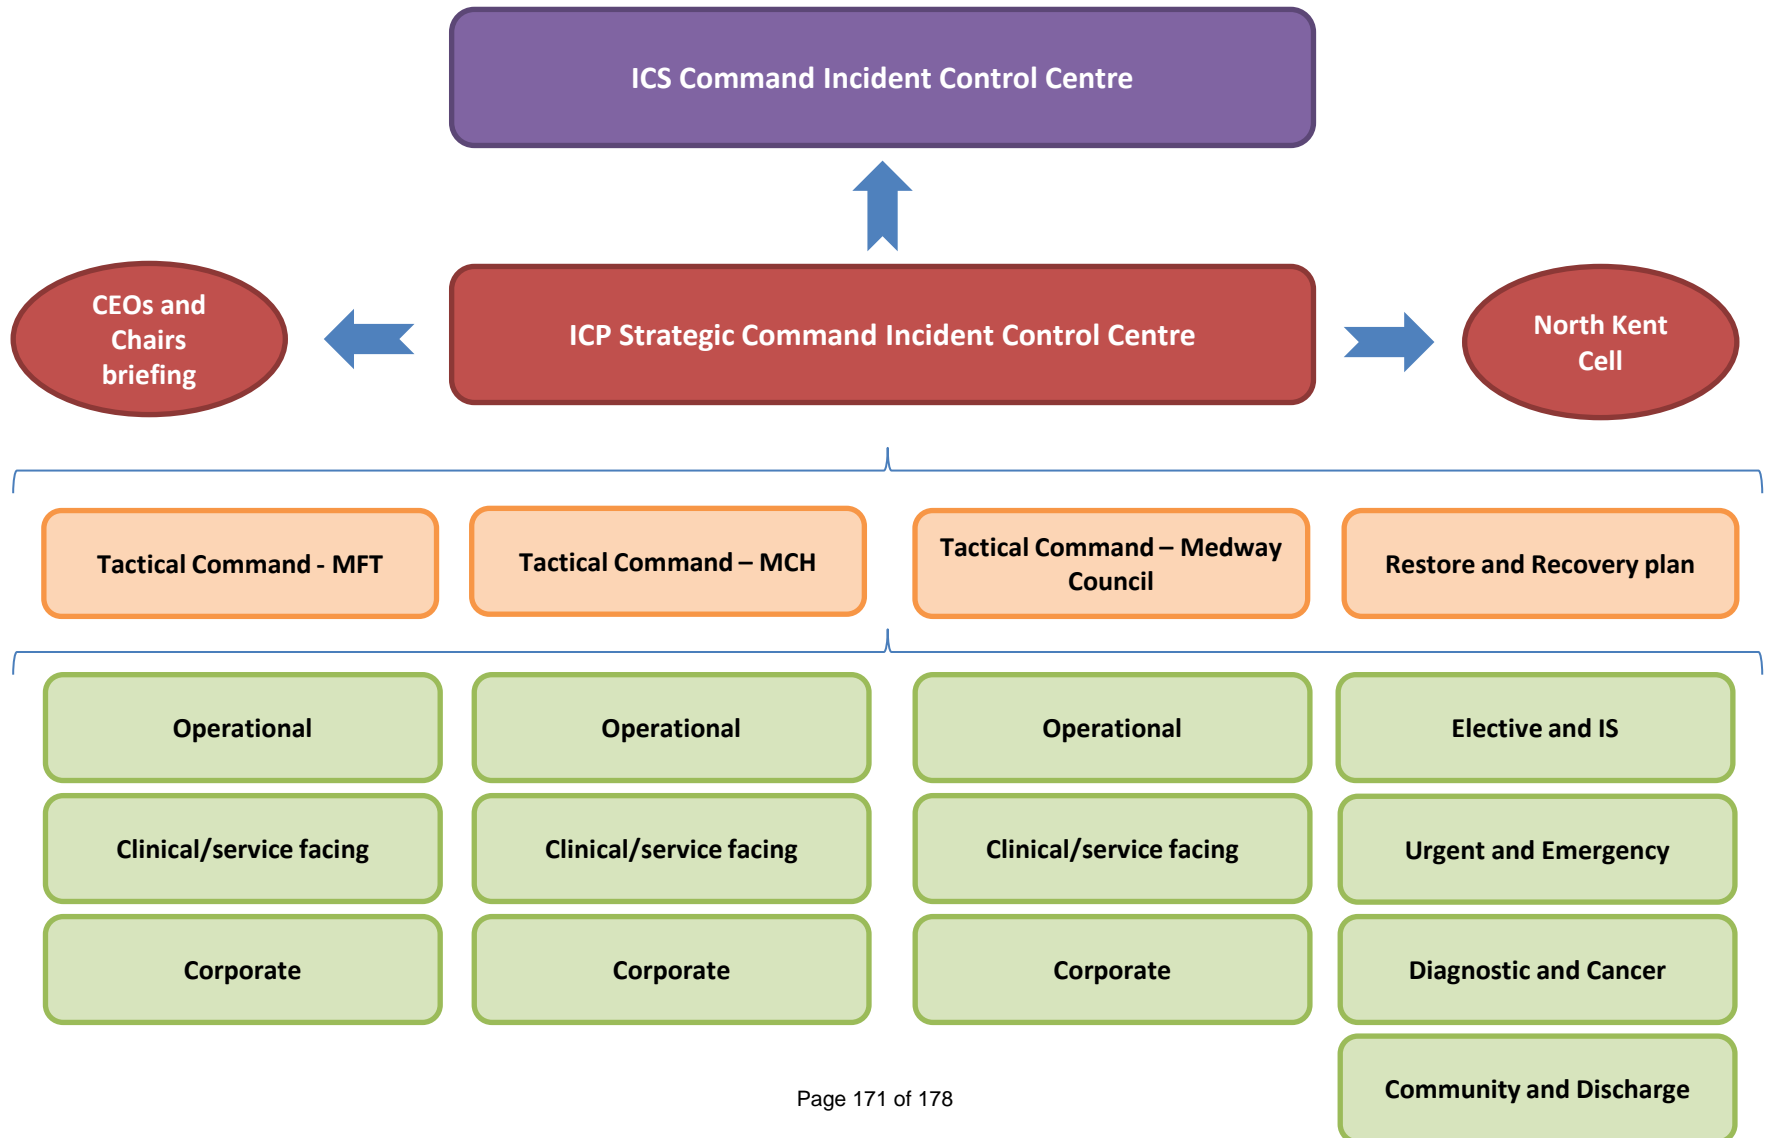 ICS Command Incident Control Centre
CEOs and
Chairs
briefing
ICP Strategic Command Incident Control Centre
North Kent
Cell
Tactical Command - MFT
Tactical Command – MCH
Tactical Command – Medway
Council
Restore and Recovery plan
Operational
Operational
Operational
Elective and IS
Clinical/service facing
Clinical/service facing
Clinical/service facing
Urgent and Emergency
Corporate
Corporate
Corporate
Diagnostic and Cancer
Community and Discharge
Page 171 of 178